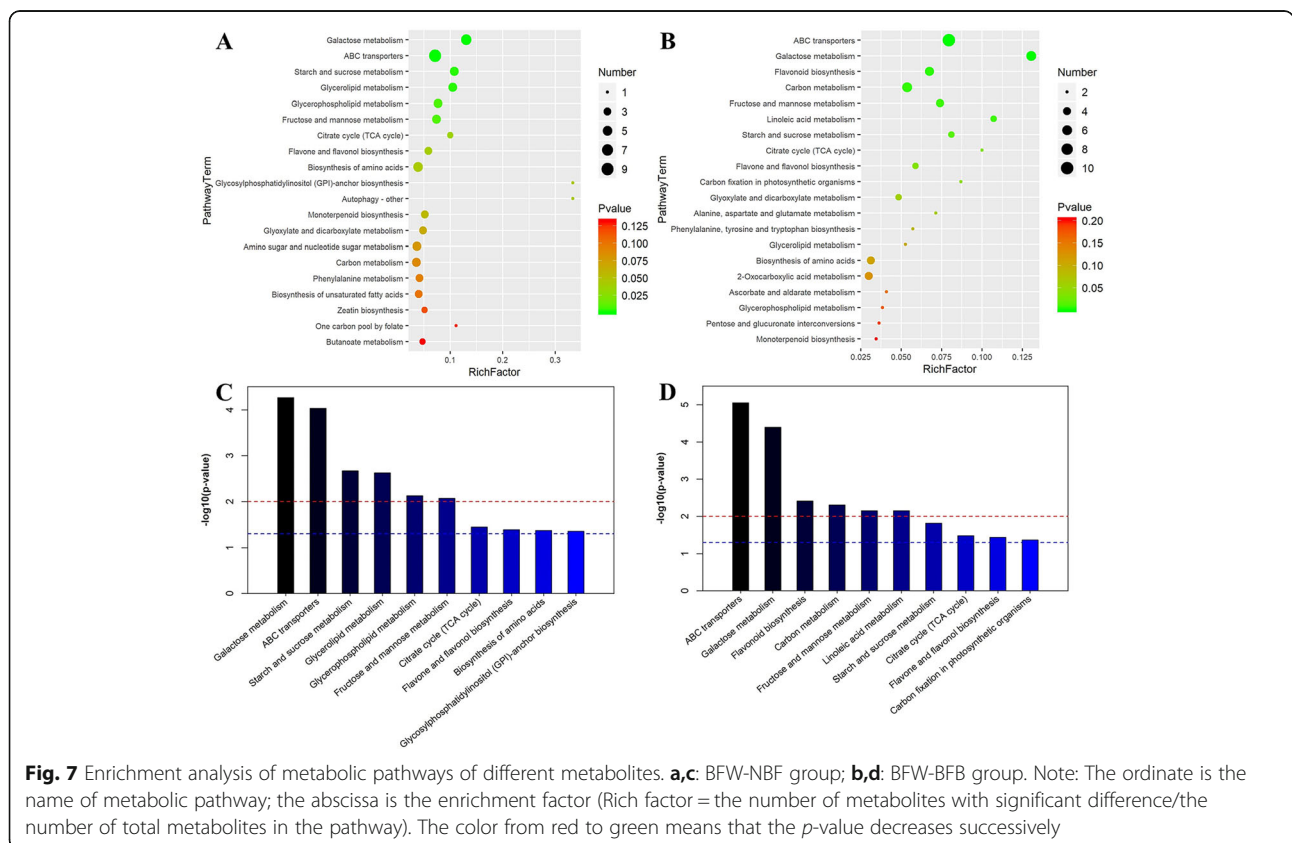 A
PathwayTerm
Galactose metabolism
ABC transporters
Starch and sucrose metabolism
Glycerolipid metabolism
Glycerophospholipid metabolism
Fructose and mannose metabolism
Citrate cycle (TCA cycle)
Flavone and flavonol biosynthesis
Biosynthesis of amino acids
Glycosylphosphatidylinositol (GPI)-anchor biosynthesis
Autophagy - other
Monoterpenoid biosynthesis
Glyoxylate and dicarboxylate metabolism
Amino sugar and nucleotide sugar metabolism
Carbon metabolism
Phenylalanine metabolism
Biosynthesis of unsaturated fatty acids
Zeatin biosynthesis
One carbon pool by folate
Butanoate metabolism
0.1
0.2
0.3
RichFactor
Number
1
3
5
7
9
Pvalue
0.125
0.100
0.075
0.050
0.025
B
PathwayTerm
ABC transporters
Galactose metabolism
Flavonoid biosynthesis
Carbon metabolism
Fructose and mannose metabolism
Linoleic acid metabolism
Starch and sucrose metabolism
Citrate cycle (TCA cycle)
Flavone and flavonol biosynthesis
Carbon fixation in photosynthetic organisms
Glyoxylate and dicarboxylate metabolism
Alanine, aspartate and glutamate metabolism
Phenylalanine, tyrosine and tryptophan biosynthesis
Glycerolipid metabolism
Biosynthesis of amino acids
2-Oxocarboxylic acid metabolism
Ascorbate and aldarate metabolism
Glycerophospholipid metabolism
Pentose and glucuronate interconversions
Monoterpenoid biosynthesis
0.025
0.050
0.075
0.100
0.125
RichFactor
Number
2
4
6
8
10
Pvalue
0.20
0.15
0.10
0.05
C
-log10(p-value)
4
3
2
1
0
Galactose metabolism
ABC transporters
Starch and sucrose metabolism
Glycerolipid metabolism
Glycerophospholipid metabolism
Fructose and mannose metabolism
Citrate cycle (TCA cycle)
Flavone and flavonol biosynthesis
Biosynthesis of amino acids
Glycosylphosphatidylinositol (GPI)-anchor biosynthesis
D
-log10(p-value)
5
4
3
2
1
0
ABC transporters
Galactose metabolism
Flavonoid biosynthesis
Carbon metabolism
Fructose and mannose metabolism
Linoleic acid metabolism
Starch and sucrose metabolism
Citrate cycle (TCA cycle)
Flavone and flavonol biosynthesis
Carbon fixation in photosynthetic organisms
Fig. 7 Enrichment analysis of metabolic pathways of different metabolites. a,c: BFW-NBF group; b,d: BFW-BFB group. Note: The ordinate is the
name of metabolic pathway; the abscissa is the enrichment factor (Rich factor = the number of metabolites with significant difference/the
number of total metabolites in the pathway). The color from red to green means that the p-value decreases successively